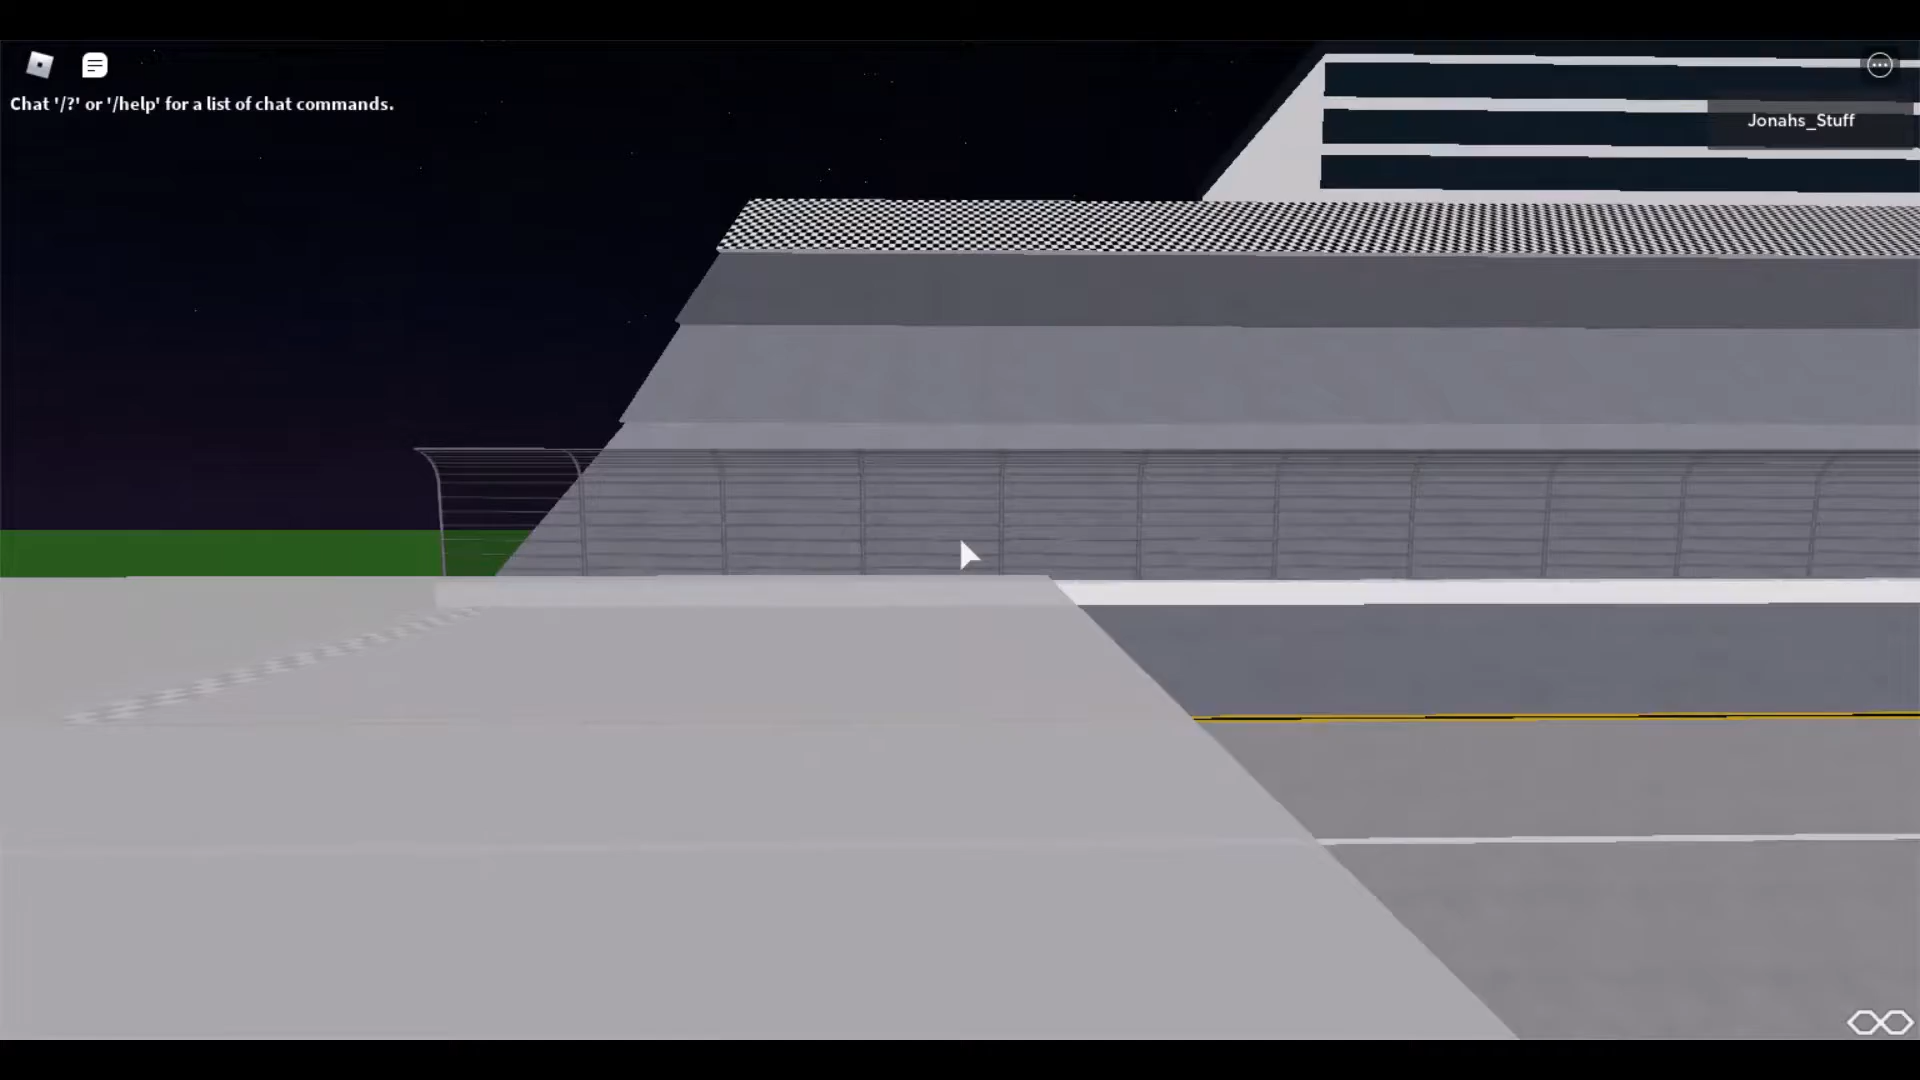 Chat '/?' or '/help' for a list of chat commands.
Jonahs_Stuff